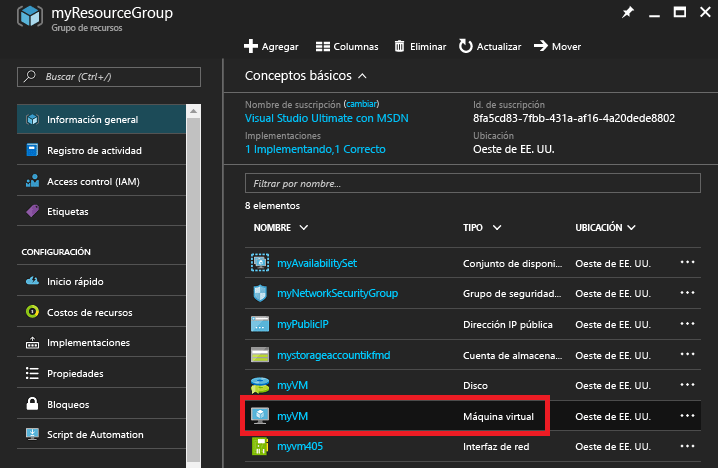 myResourceGroup
Grupo de recursos
Agregar
Columnas
Eliminar
Actualizar
Mover
Buscar (Ctrl+/)
Información general
Registro de actividad
Access control (IAM)
Etiquetas
CONFIGURACIÓN
Inicio rápido
Costos de recursos
Implementaciones
Propiedades
Bloqueos
Script de Automation
Conceptos básicos
Nombre de suscripción (cambiar)
Visual Studio Ultimate con MSDN
Id. de suscripción
8fa5cd83-7fbb-431a-af16-4a20dede8802
Implementaciones
1 Implementando,1 Correcto
Ubicación
Oeste de EE. UU.
Filtrar por nombre...
8 elementos
NOMBRE TIPO UBICACIÓN
myAvailabilitySet Conjunto de disponi... Oeste de EE. UU.
myNetworkSecurityGroup Grupo de seguridad... Oeste de EE. UU.
myPublicIP Dirección IP pública Oeste de EE. UU.
mystorageaccountikfmd Cuenta de almacena... Oeste de EE. UU.
myVM Disco Oeste de EE. UU.
myVM Máquina virtual Oeste de EE. UU.
myvm405 Interfaz de red Oeste de EE. UU.